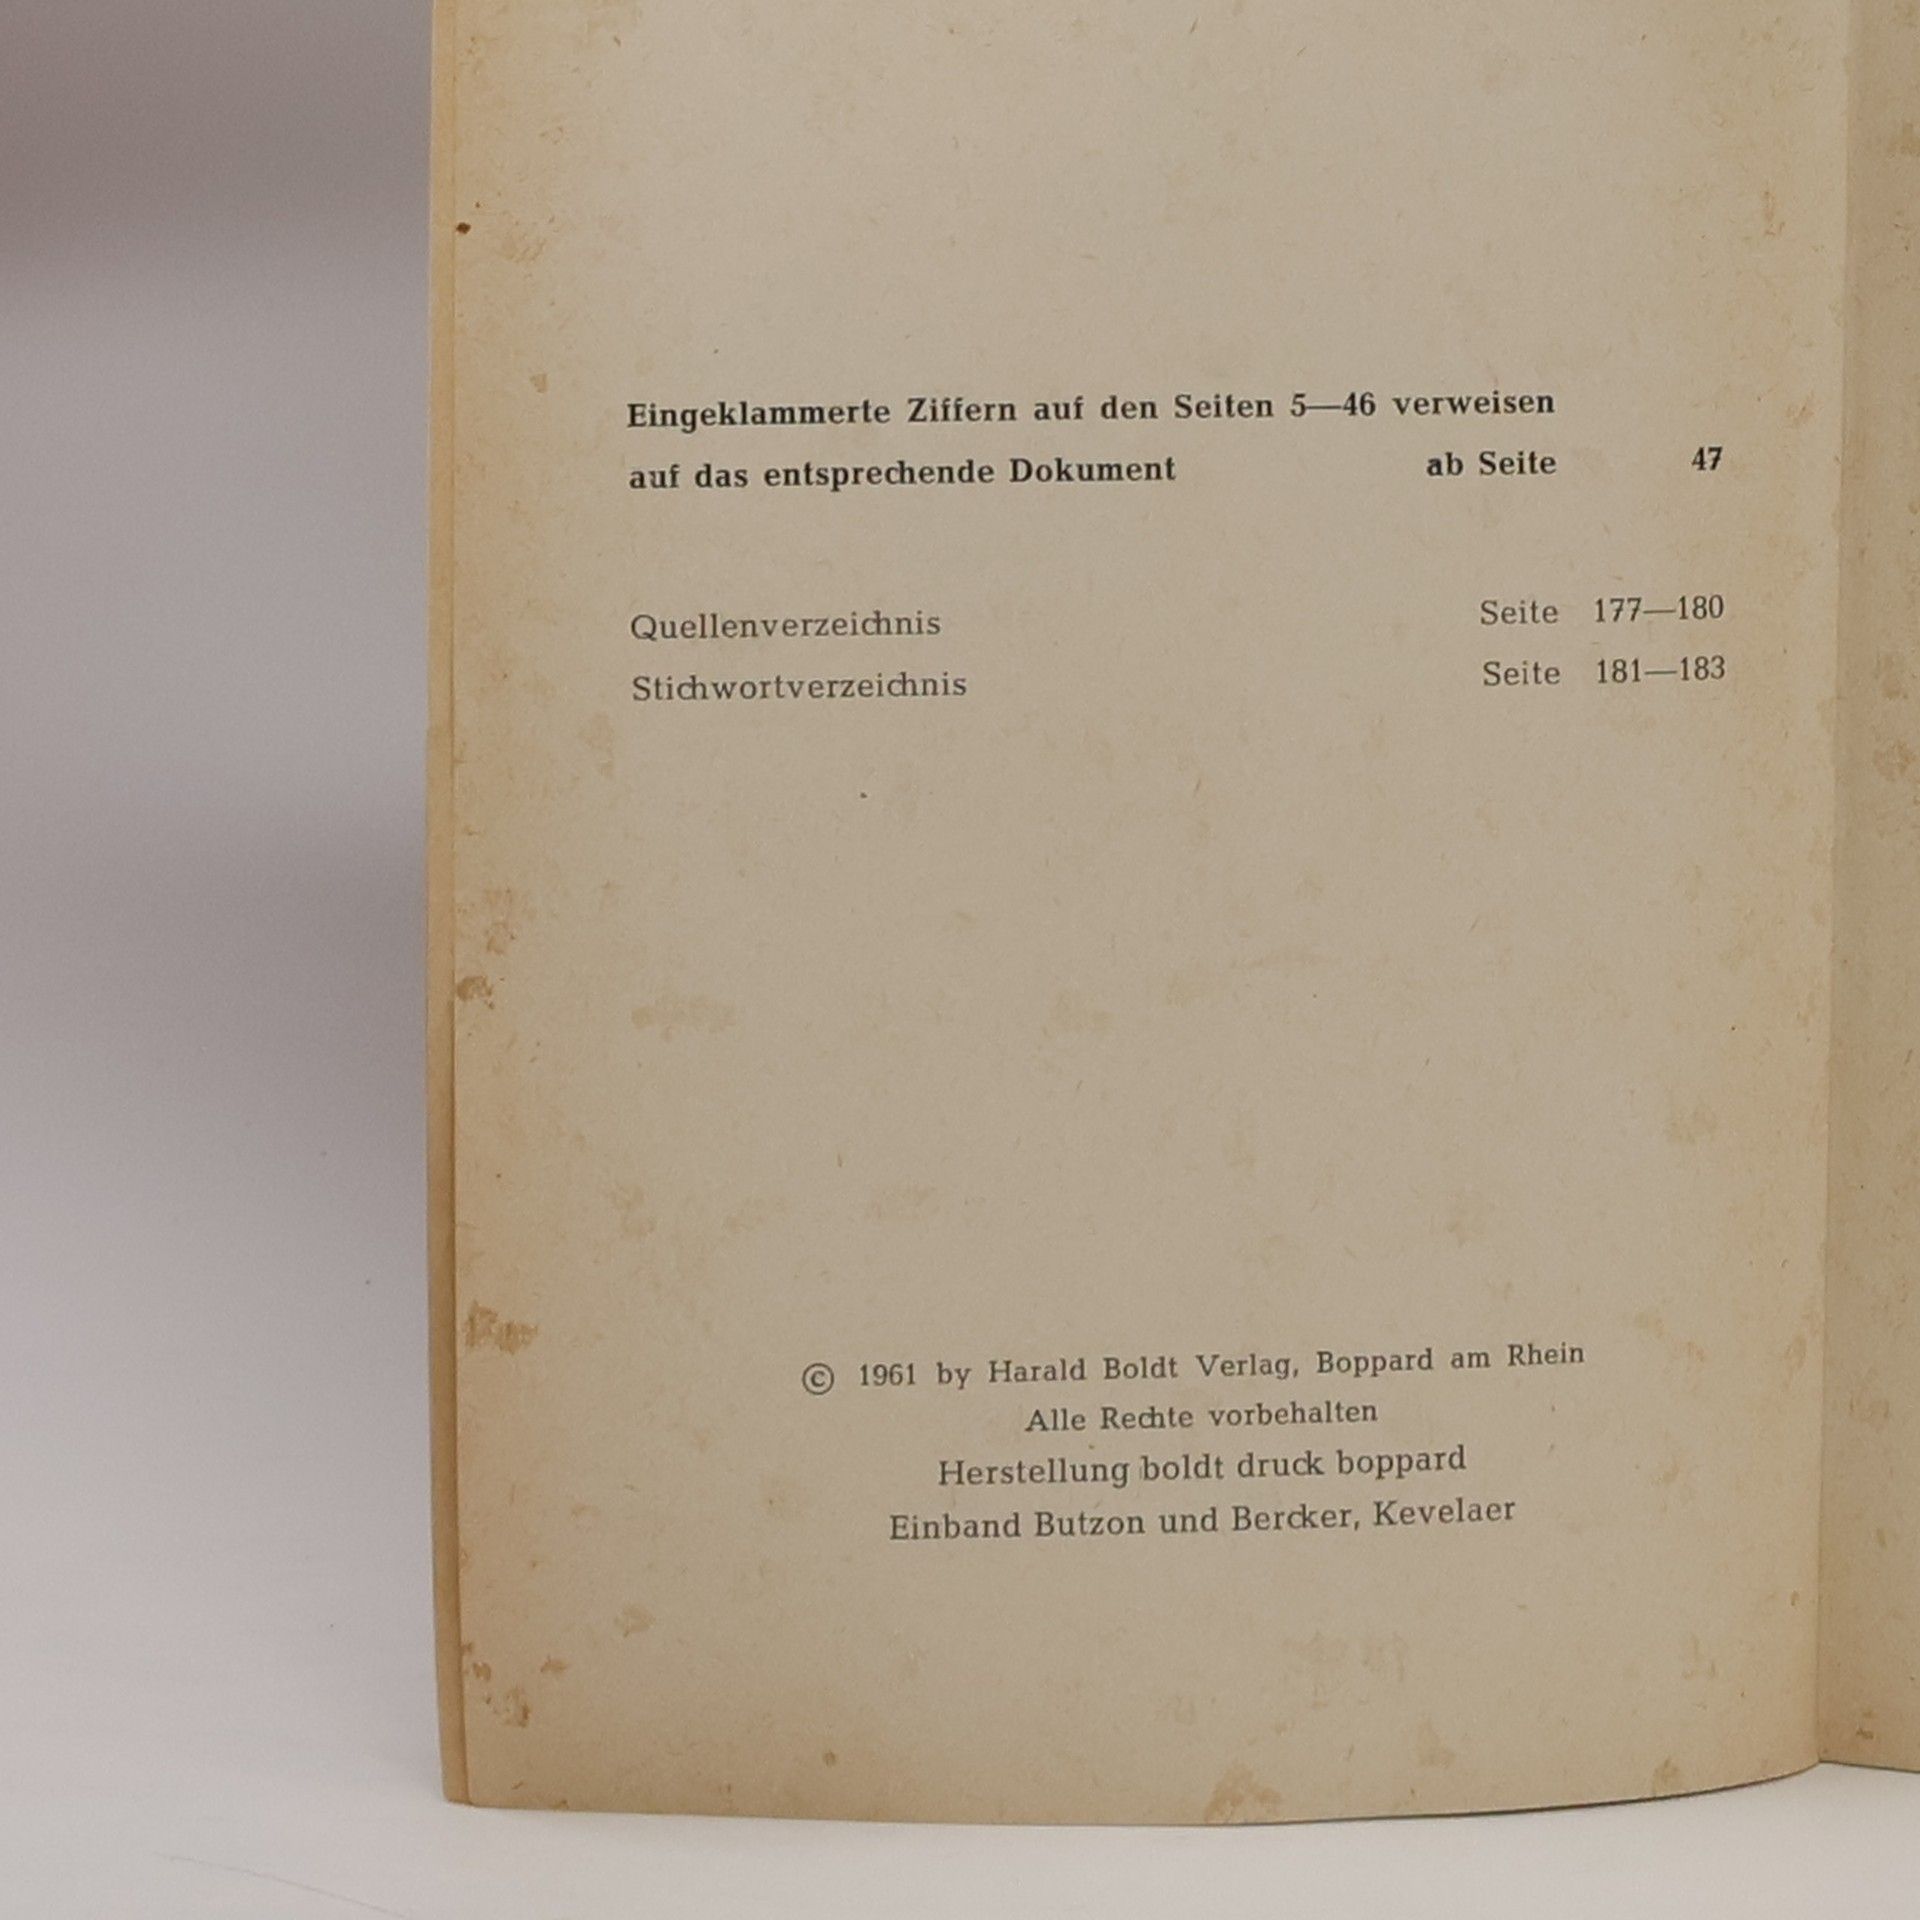 Eingeklammerte Ziffern auf den Seiten 5—46 verweisen
auf das entsprechende Dokument ab Seite 47
Quellenverzeichnis Seite 177—180
Stichwortverzeichnis Seite 181—183
© 1961 by Harald Boldt Verlag, Boppard am Rhein
Alle Rechte vorbehalten
Herstellung boldt druck boppard
Einband Butzon und Bercker, Kevelaer